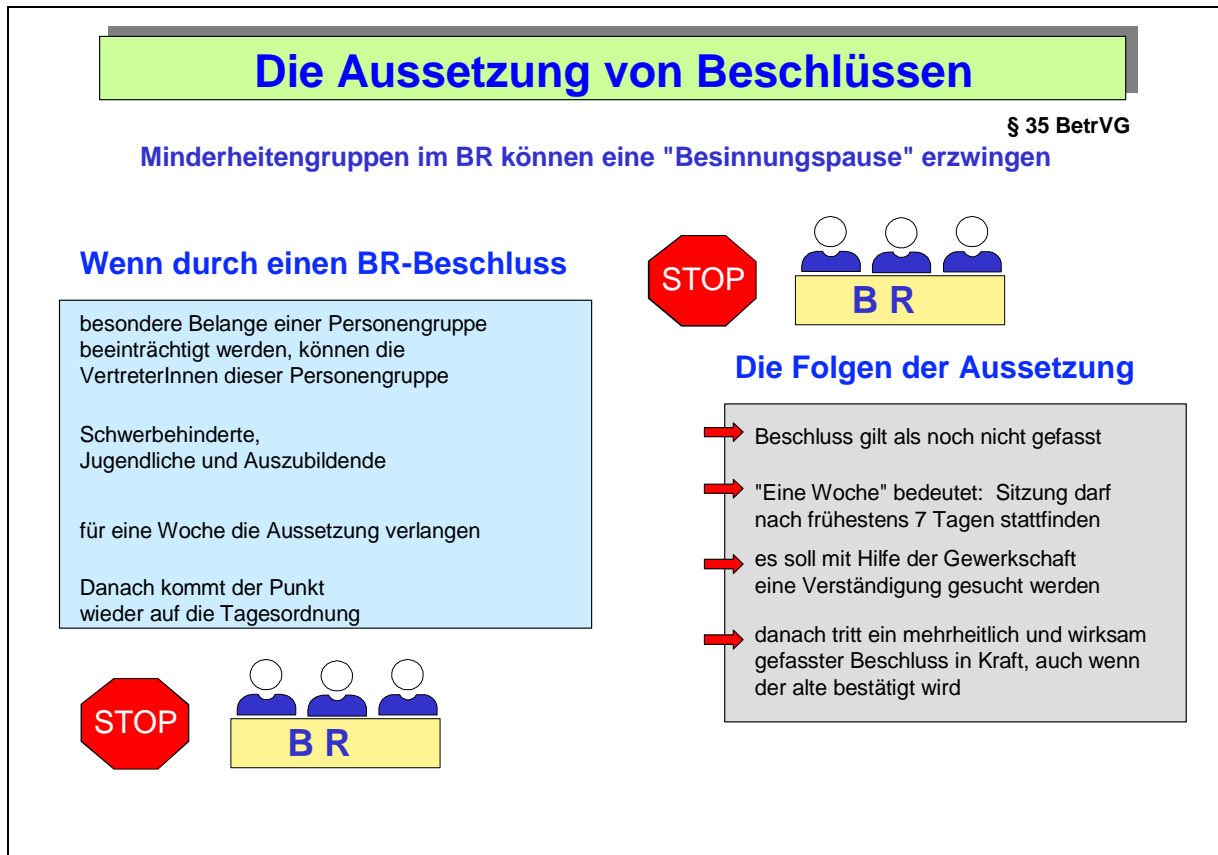 Die Aussetzung von Beschlüssen
§ 35 BetrVG
Minderheitengruppen im BR können eine "Besinnungspause" erzwingen
Wenn durch einen BR-Beschluss
besondere Belange einer Personengruppe
beeinträchtigt werden, können die
VertreterInnen dieser Personengruppe
Schwerbehinderte,
Jugendliche und Auszubildende
für eine Woche die Aussetzung verlangen
Danach kommt der Punkt
wieder auf die Tagesordnung
STOP
B R
STOP
B R
Die Folgen der Aussetzung
Beschluss gilt als noch nicht gefasst
"Eine Woche" bedeutet: Sitzung darf
nach frühestens 7 Tagen stattfinden
es soll mit Hilfe der Gewerkschaft
eine Verständigung gesucht werden
danach tritt ein mehrheitlich und wirksam
gefasster Beschluss in Kraft, auch wenn
der alte bestätigt wird